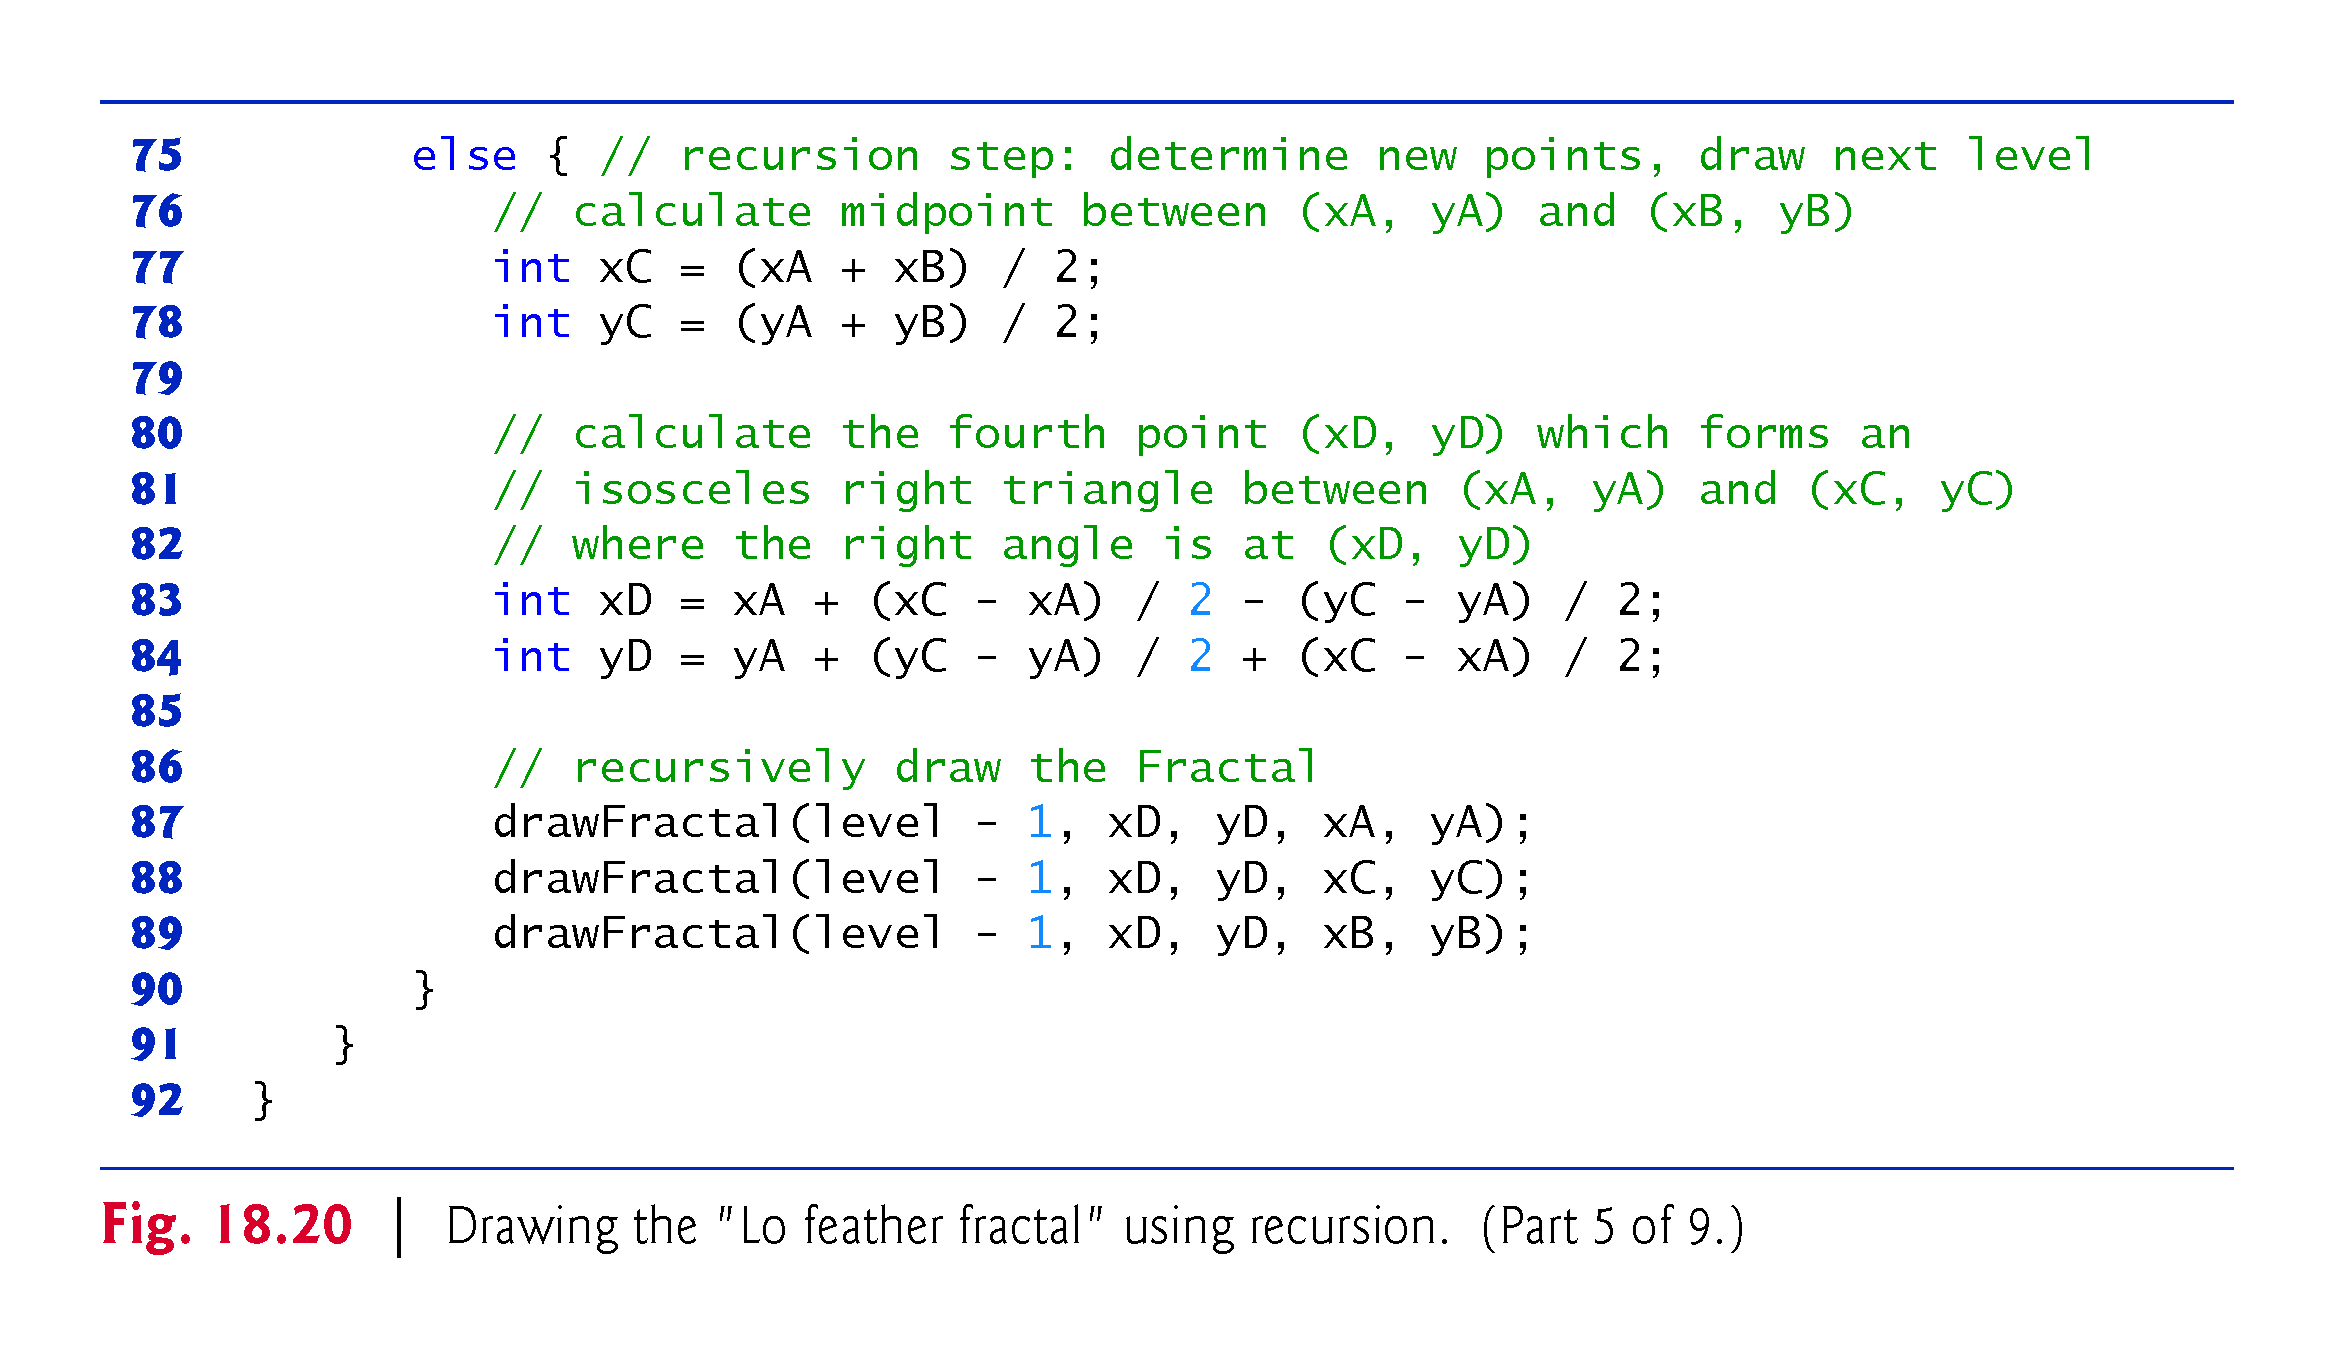 75 else { // recursion step: determine new points, draw next level
76 // calculate midpoint between (xA, yA) and (xB, yB)
77 int xC = (xA + xB) / 2;
78 int yC = (yA + yB) / 2;
79
80 // calculate the fourth point (xD, yD) which forms an
81 // isosceles right triangle between (xA, yA) and (xC, yC)
82 // where the right angle is at (xD, yD)
83 int xD = xA + (xC - xA) / 2 - (yC - yA) / 2;
84 int yD = yA + (yC - yA) / 2 + (xC - xA) / 2;
85
86 // recursively draw the Fractal
87 drawFractal(level - 1, xD, yD, xA, yA);
88 drawFractal(level - 1, xD, yD, xC, yC);
89 drawFractal(level - 1, xD, yD, xB, yB);
90 }
91 }
92 }
Fig. 18.20 | Drawing the "Lo feather fractal" using recursion. (Part 5 of 9.)